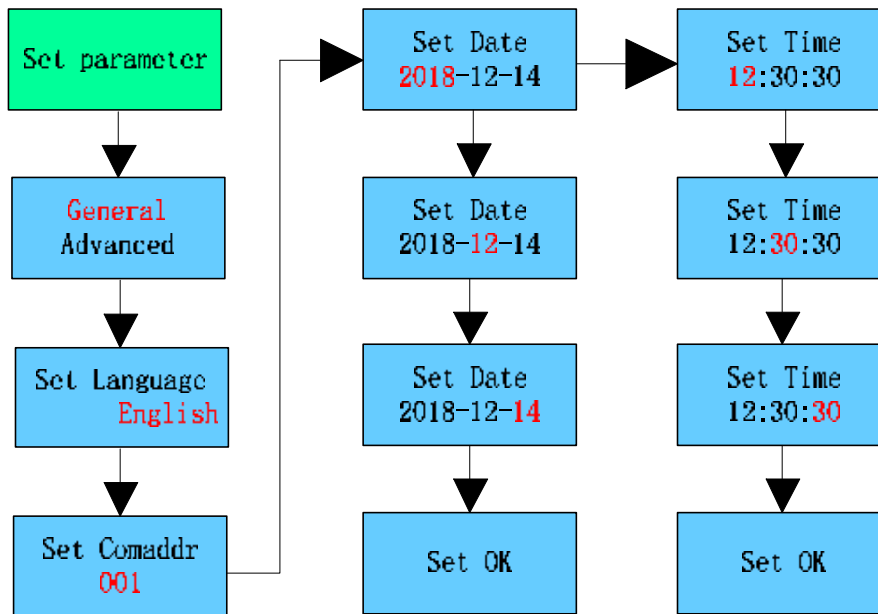 Set parameter
General
Advanced
Set Language
English
Set Comaddr
001
Set Date
2018-12-14
Set Date
2018-12-14
Set Date
2018-12-14
Set OK
Set Time
12:30:30
Set Time
12:30:30
Set Time
12:30:30
Set OK